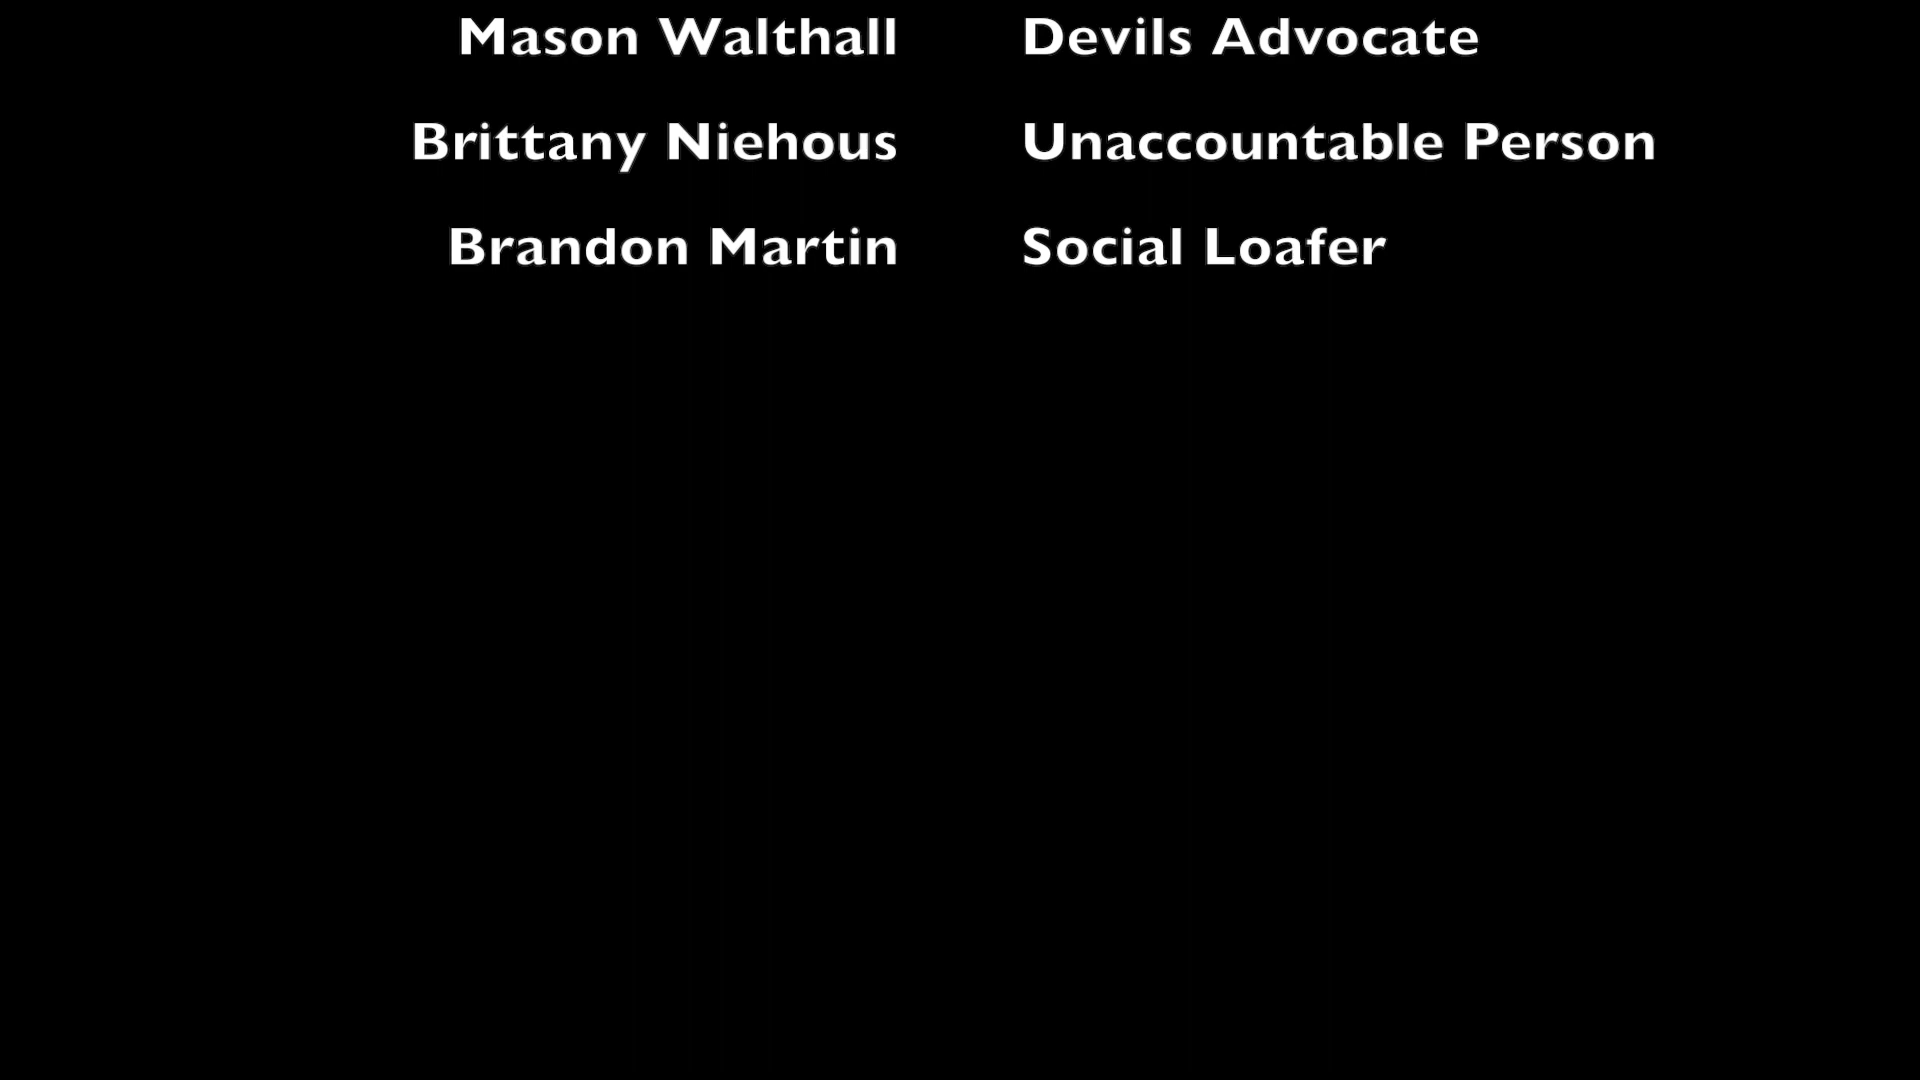 Mason Walthall Devils Advocate
Brittany Niehous Unaccountable Person
Brandon Martin Social Loafer